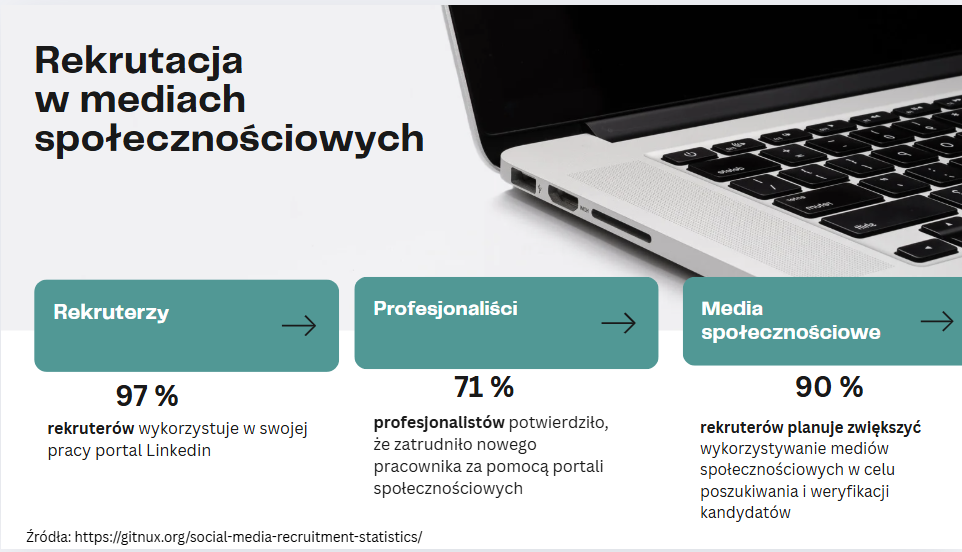 Rekrutacja
w mediach
społecznościowych
Rekruterzy
97 %
rekruterów wykorzystuje w swojej
pracy portal Linkedin
Profesjonaliści
71 %
profesjonalistów potwierdziło,
że zatrudniło nowego
pracownika za pomocą portali
społecznościowych
Media
społecznościowe
90 %
rekruterów planuje zwiększyć
wykorzystywanie mediów
społecznościowych w celu
poszukiwania i weryfikacji
kandydatów
Źródła: https://gitnux.org/social-media-recruitment-statistics/